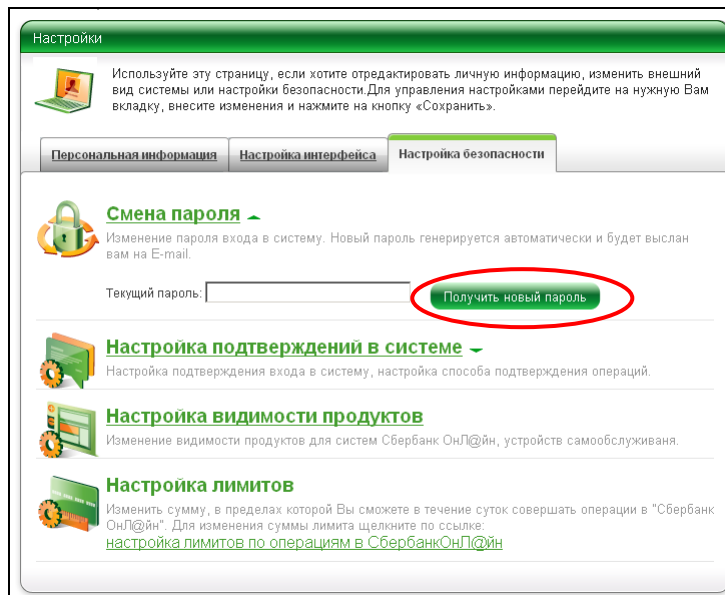 Настройки
Используйте эту страницу, если хотите отредактировать личную информацию, изменить внешний
вид системы или настройки безопасности.Для управления настройками перейдите на нужную Вам
вкладку, внесите изменения и нажмите на кнопку «Сохранить».
Персональная информация Настройка интерфейса Настройка безопасности
Смена пароля
Изменение пароля входа в систему. Новый пароль генерируется автоматически и будет выслан
вам на E-mail.
Текущий пароль: Получить новый пароль
Настройка подтверждений в системе
Настройка подтверждения входа в систему, настройка способа подтверждения операций.
Настройка видимости продуктов
Изменение видимости продуктов для систем Сбербанк ОнЛ@йн, устройств самообслуживаня.
Настройка лимитов
Изменить сумму, в пределах которой Вы сможете в течение суток совершать операции в "Сбербанк
ОнЛ@йн". Для изменения суммы лимита щелкните по ссылке:
настройка лимитов по операциям в СбербанкОнЛ@йн